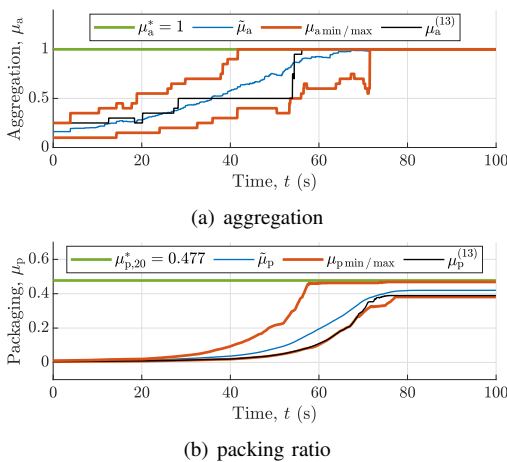 μₐ* = 1 μ̃ₐ μₐ ₘᵢₙ / ₘₐₓ μₐ⁽¹³⁾
Aggregation, μₐ
1
0.5
0
0 20 40 60 80 100
Time, t (s)
(a) aggregation
μ*ₚ,₂₀ = 0.477 μ̃ₚ μₚ ₘᵢₙ / ₘₐₓ μₚ⁽¹³⁾
Packaging, μₚ
0.6
0.4
0.2
0
0 20 40 60 80 100
Time, t (s)
(b) packing ratio